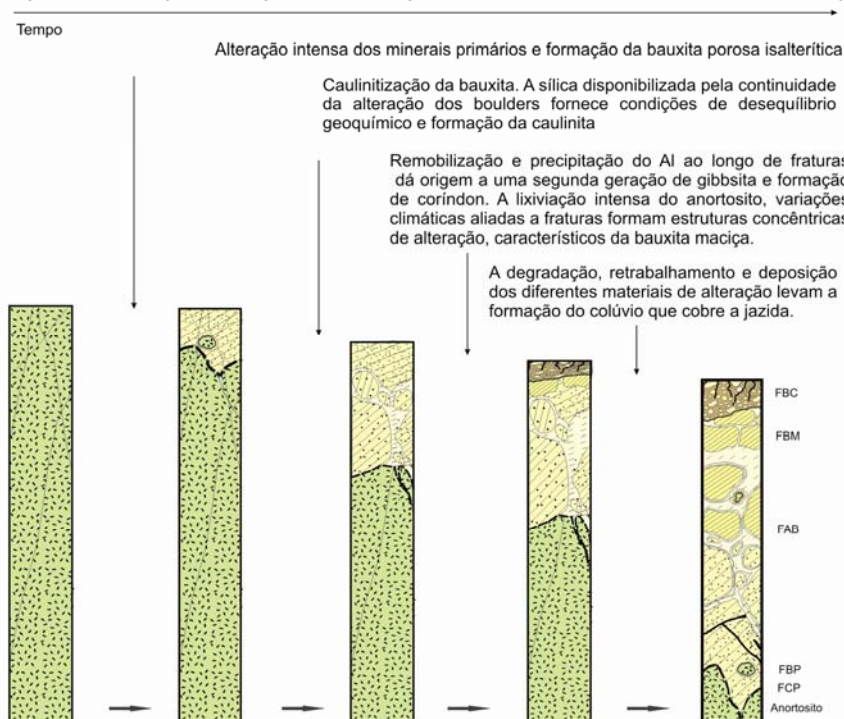 Tempo
Alteração intensa dos minerais primários e formação da bauxita porosa isalterítica
Caulinitização da bauxita. A sílica disponibilizada pela continuidade
da alteração dos boulders fornece condições de desequílibrio
geoquímico e formação da caulinita
Remobilização e precipitação do Al ao longo de fraturas
dá origem a uma segunda geração de gibbsita e formação
de coríndon. A lixiviação intensa do anortosito, variações
climáticas aliadas a fraturas formam estruturas concêntricas
de alteração, característicos da bauxita maciça.
A degradação, retrabalhamento e deposição
dos diferentes materiais de alteração levam a
formação do colúvio que cobre a jazida.
FBC
FBM
FAB
FBP
FCP
Anortosito